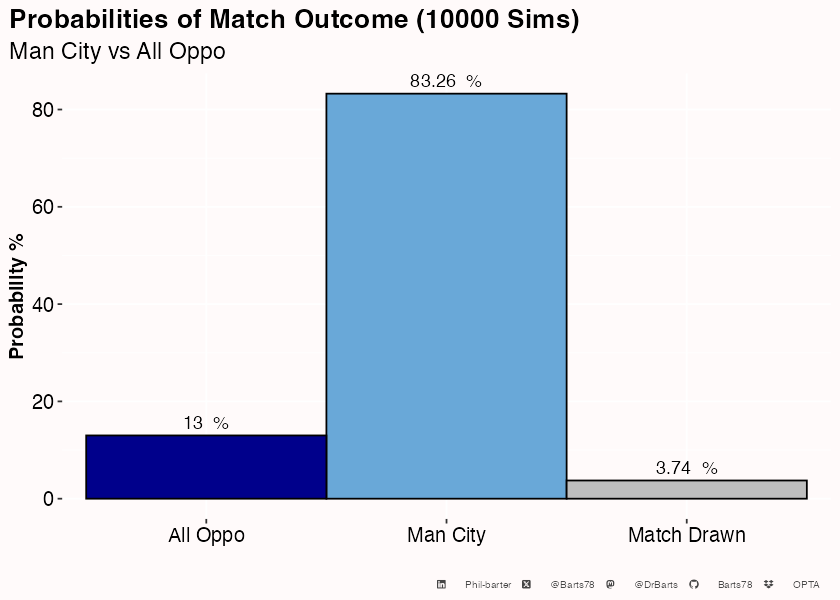 Probabilities of Match Outcome (10000 Sims)
Man City vs All Oppo
83.26 %
80
60
Probability %
40
20
13 %
3.74 %
0
All Oppo Man City Match Drawn
Phil-barter @Barts78 @DrBarts Barts78 OPTA